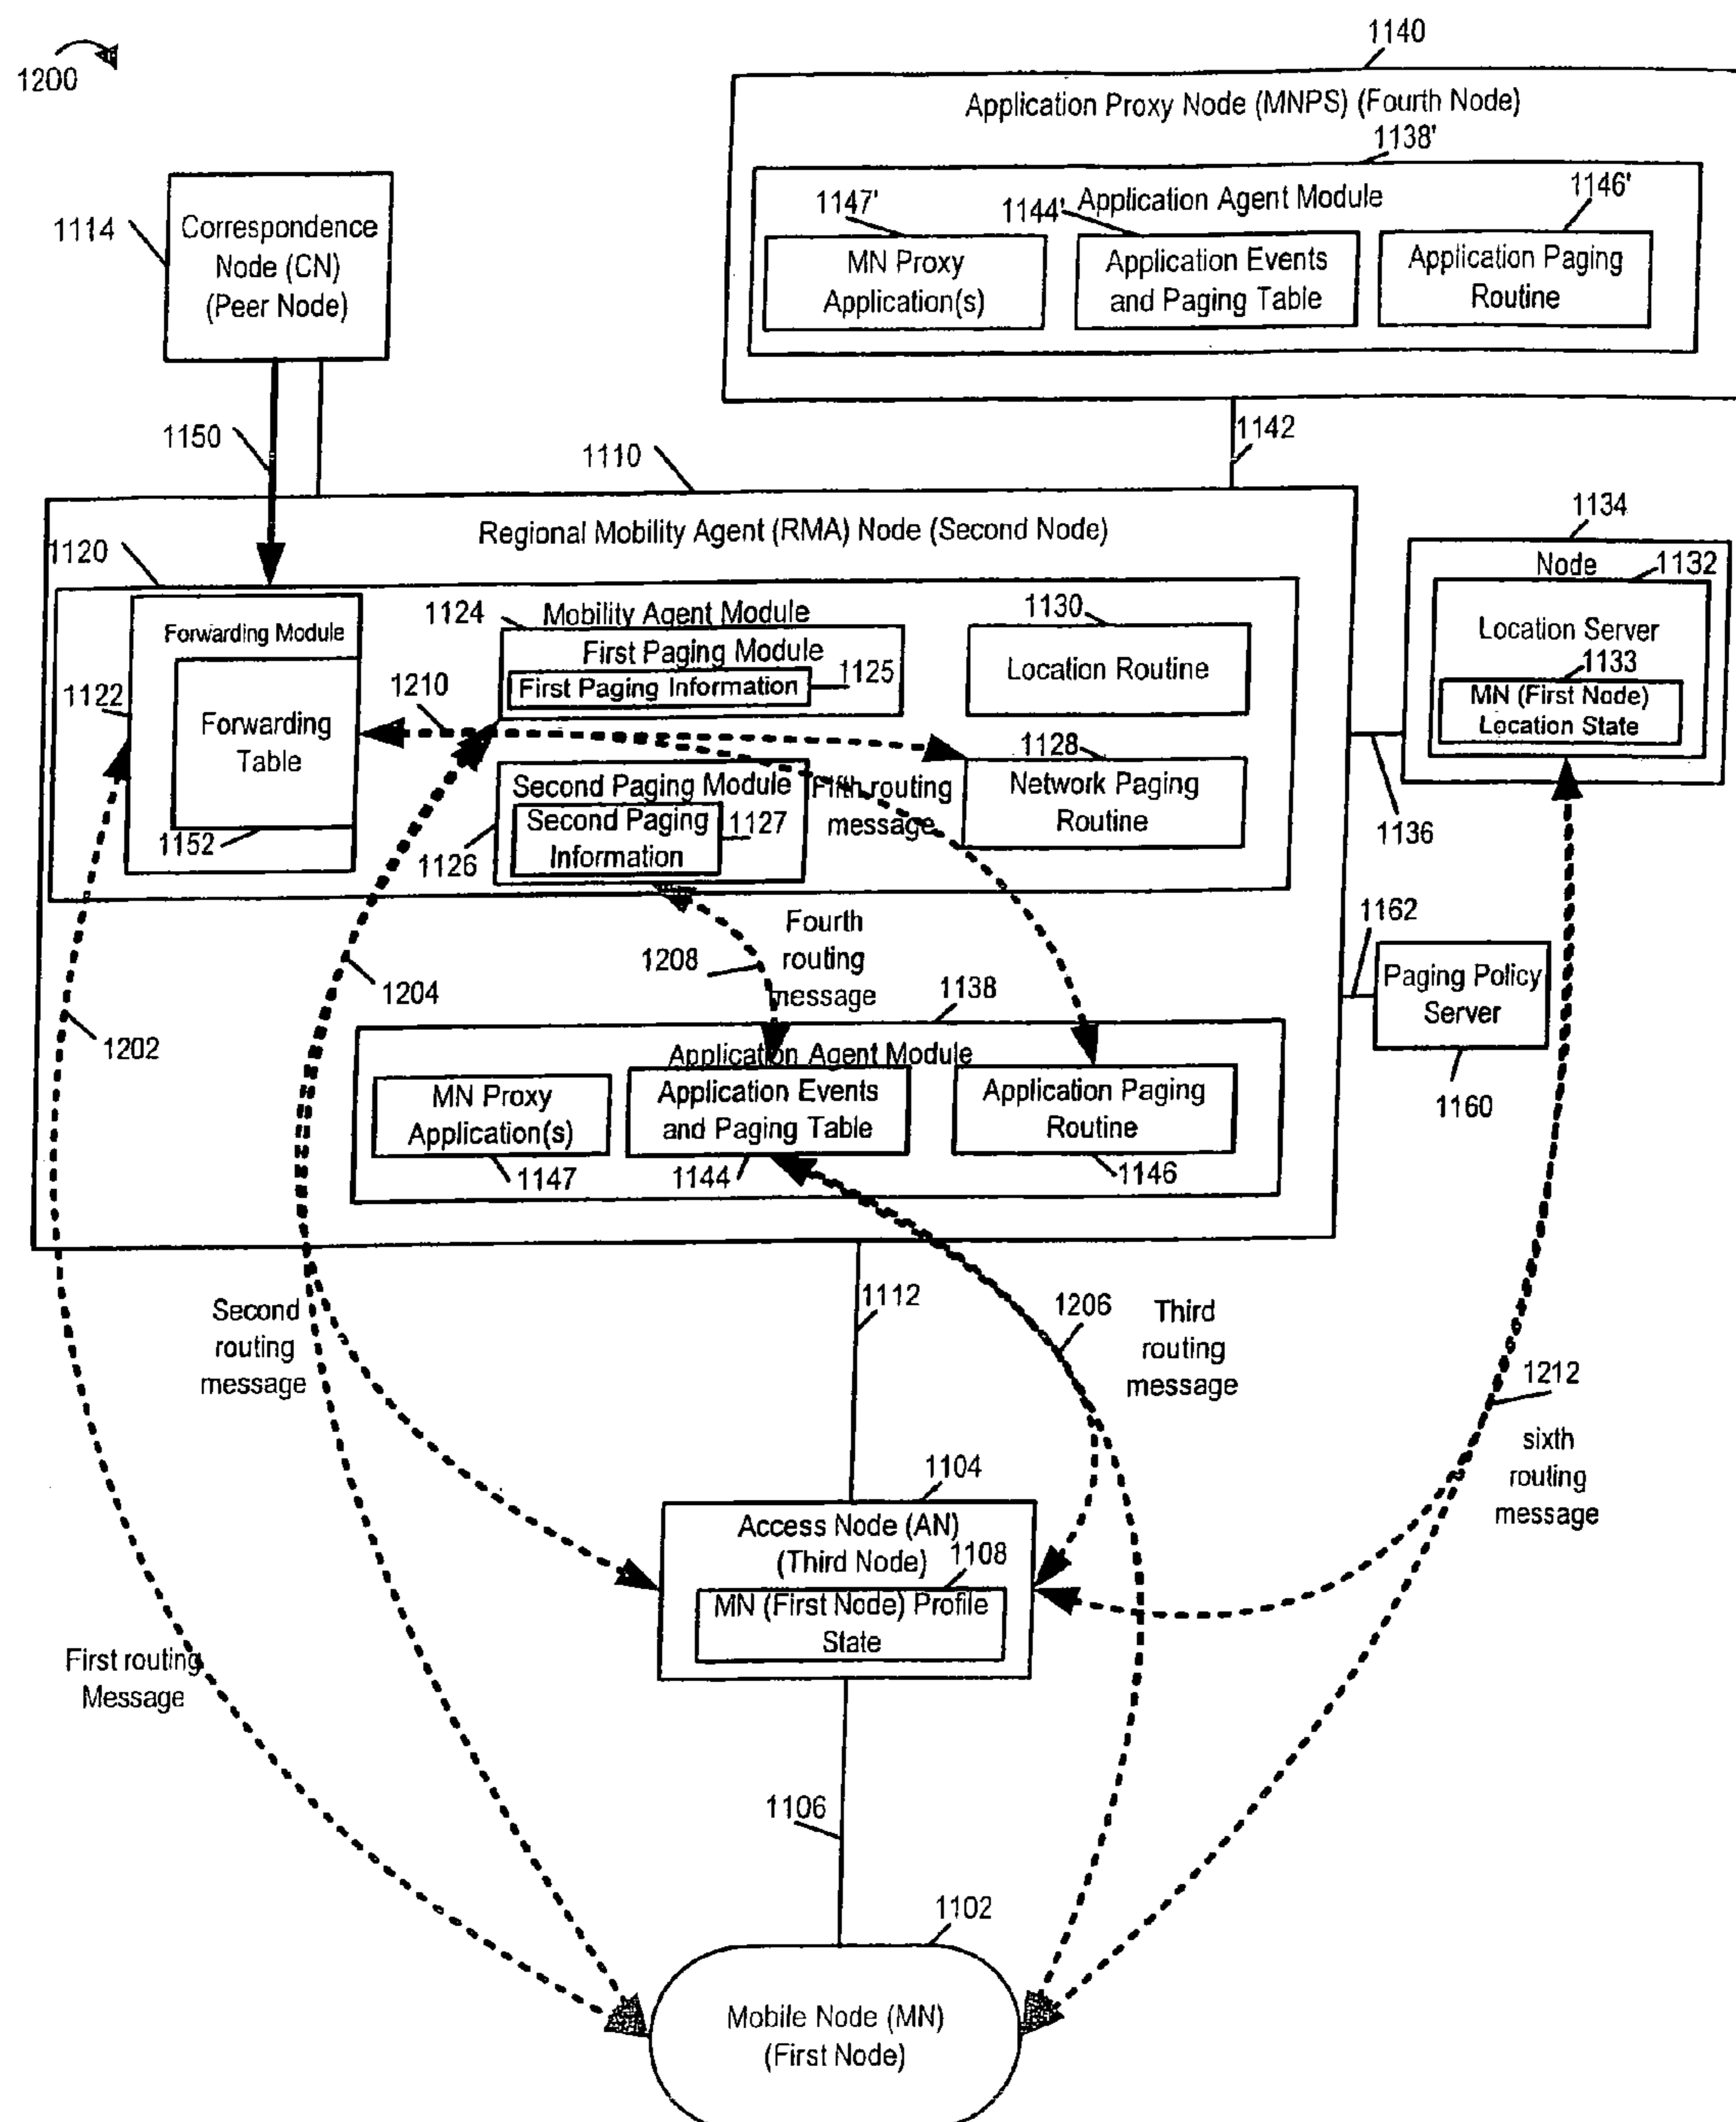 1200
1140
Application Proxy Node (MNPS) (Fourth Node)
1138'
1147'
1144'
Application Agent Module
1146'
MN Proxy
Application(s)
Application Events
and Paging Table
Application Paging
Routine
1114
Correspondence
Node (CN)
(Peer Node)
1150
1142
1110
Regional Mobility Agent (RMA) Node (Second Node)
1134
Node
1132
Location Server
1133
MN (First Node)
Location State
1136
1120
Forwarding Module
1122
Forwarding
Table
1152
1124
Mobility Agent Module
First Paging Module
First Paging Information
1125
1130
Location Routine
1210
1128
Network Paging
Routine
Second Paging Module
Second Paging
Information
1127
1126
Fifth routing
message
Fourth
routing
message
1208
1204
1202
1162
Paging Policy
Server
1160
1138
Application Agent Module
MN Proxy
Application(s)
Application Events
and Paging Table
Application Paging
Routine
1147
1144
1146
1112
Second
routing
message
1206
Third
routing
message
1212
sixth
routing
message
1104
Access Node (AN)
(Third Node)
1108
MN (First Node) Profile
State
First routing
Message
1106
1102
Mobile Node (MN)
(First Node)